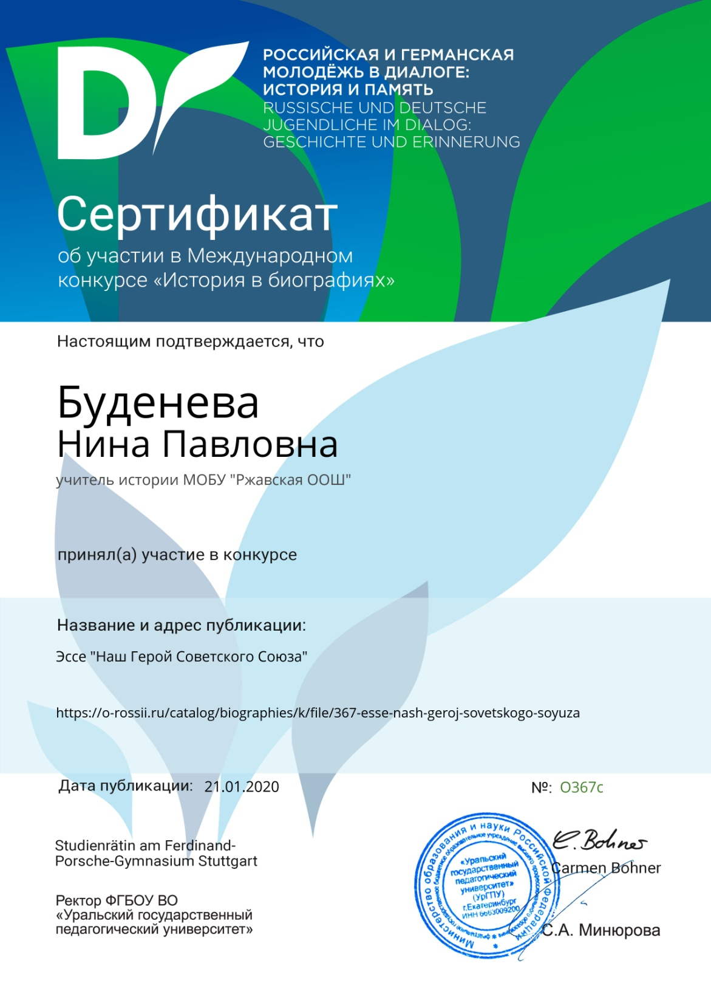 РОССИЙСКАЯ И ГЕРМАНСКАЯ
МОЛОДЁЖЬ В ДИАЛОГЕ:
ИСТОРИЯ И ПАМЯТЬ
RUSSISCHE UND DEUTSCHE
JUGENDLICHE IM DIALOG:
GESCHICHTE UND ERINNERUNG
Сертификат
об участии в Международном
конкурсе «История в биографиях»
Настоящим подтверждается, что
Буденева
Нина Павловна
учитель истории МОБУ "Ржавская ООШ"
принял(а) участие в конкурсе
Название и адрес публикации:
Эссе "Наш Герой Советского Союза"
https://o-rossii.ru/catalog/biographies/k/file/367-esse-nash-geroj-sovetskogo-soyuza
Дата публикации: 21.01.2020
№: О367с
Studienrätin am Ferdinand-
Porsche-Gymnasium Stuttgart
C. Bohner
Carmen Bohner
Ректор ФГБОУ ВО
«Уральский государственный
педагогический университет»
С.А. Минюрова
Министерство образования и науки Российской Федерации
«Уральский
государственный
педагогический
университет»
(УрГПУ)
г.Екатеринбург
ИНН 6663009200